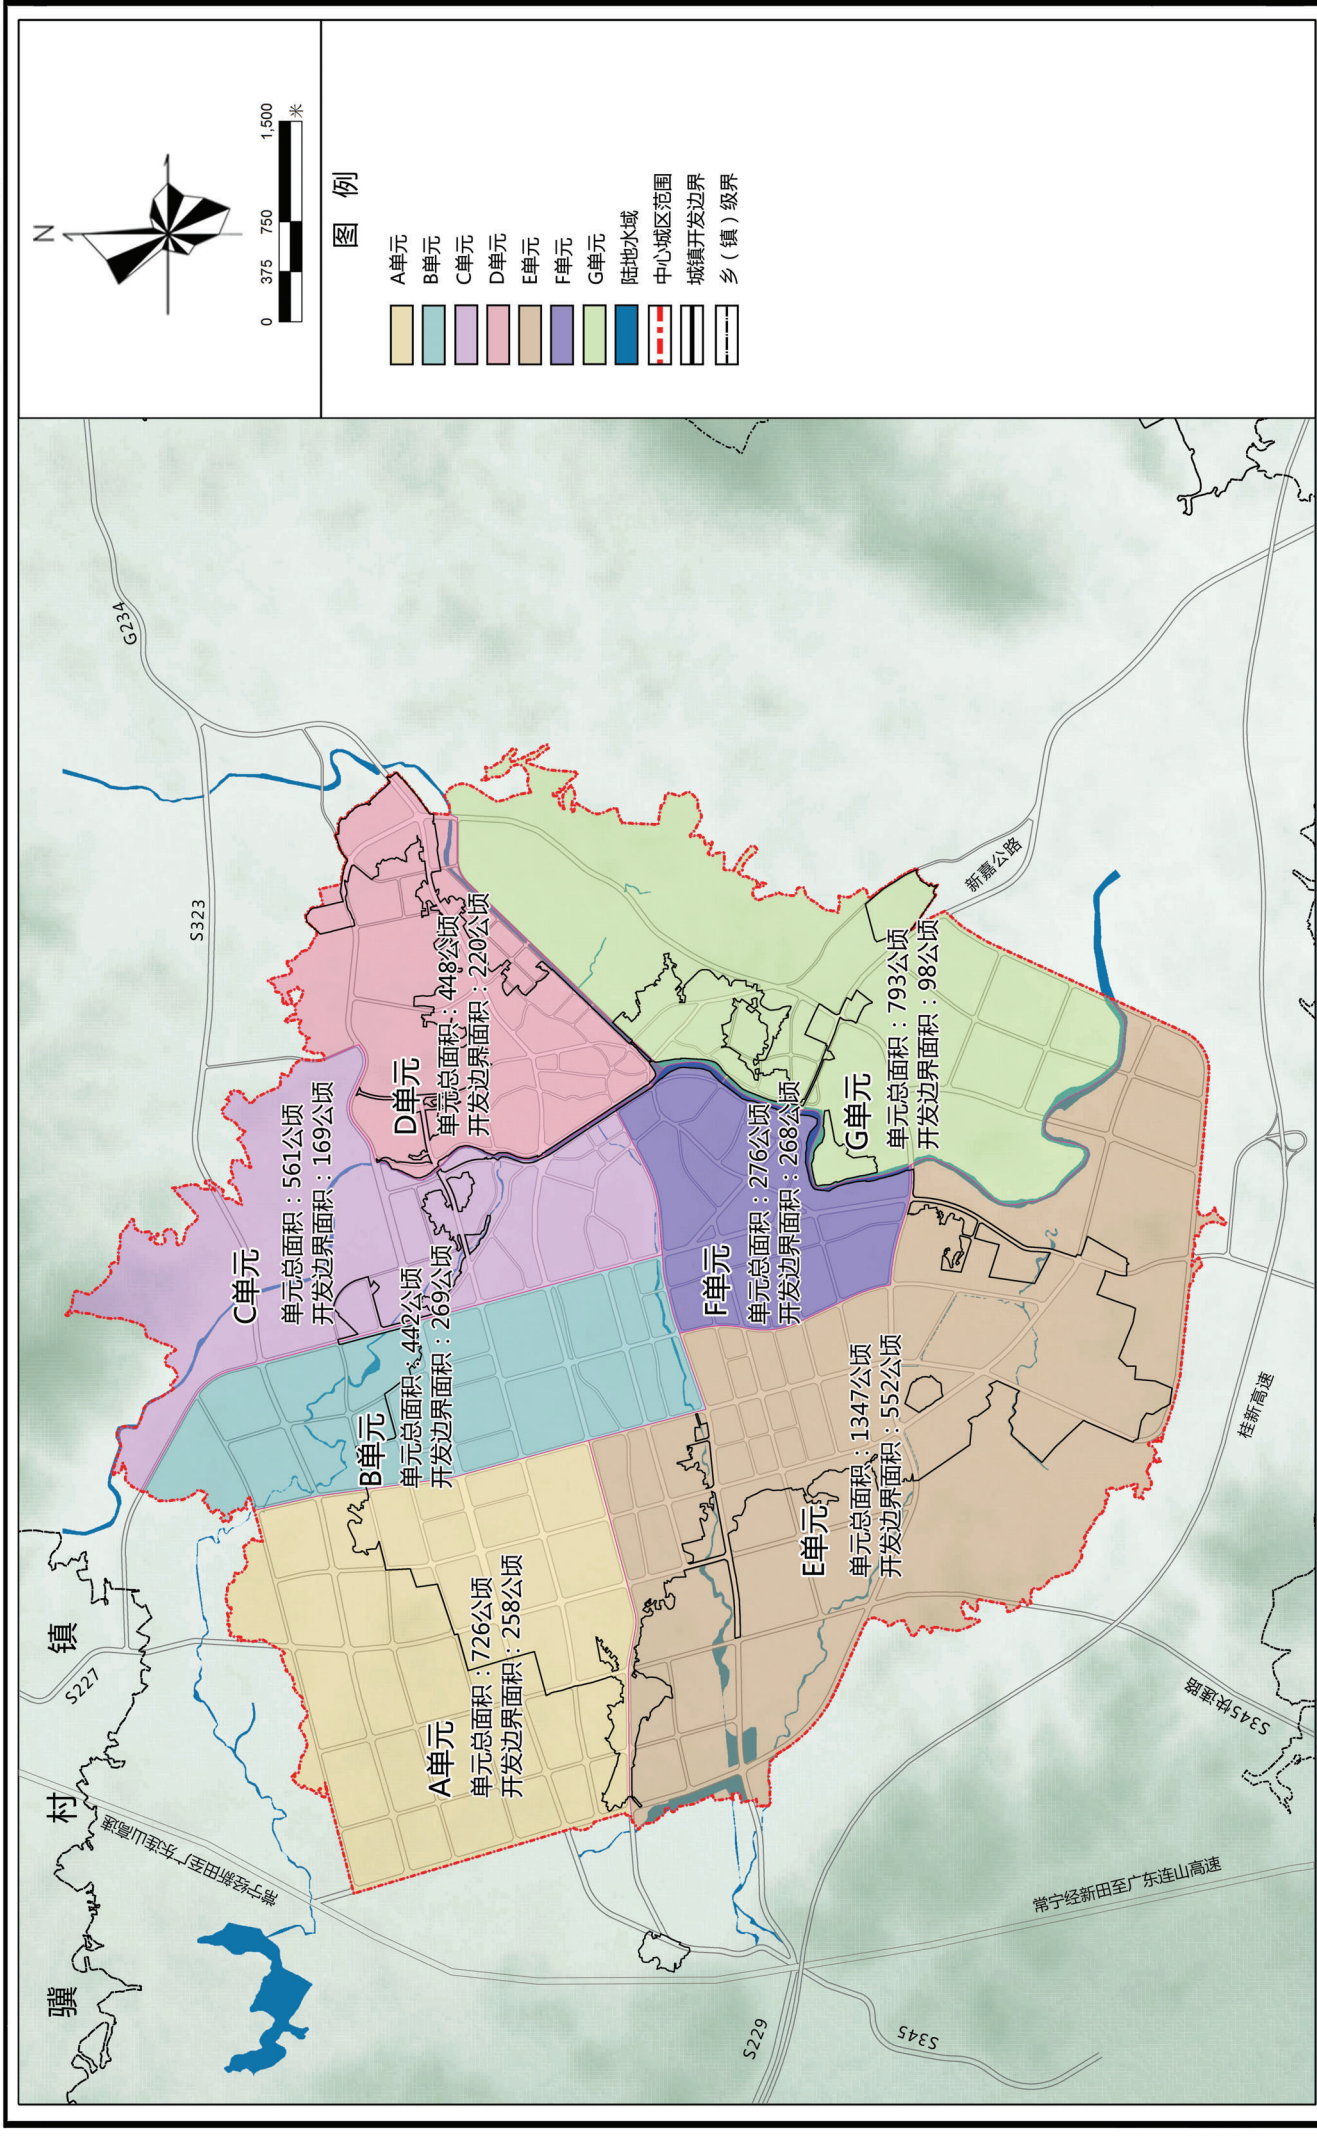 骥村镇
S227
常宁经新田至广东连山高速
S229
S345
常宁经新田至广东连山高速
S345快速路
桂新高速
新嘉公路
S323
G234
A单元
单元总面积：726公顷
开发边界面积：258公顷
B单元
单元总面积：442公顷
开发边界面积：269公顷
C单元
单元总面积：561公顷
开发边界面积：169公顷
D单元
单元总面积：448公顷
开发边界面积：220公顷
E单元
单元总面积：1347公顷
开发边界面积：552公顷
F单元
单元总面积：276公顷
开发边界面积：268公顷
G单元
单元总面积：793公顷
开发边界面积：98公顷
N
0 375 750 1,500
米
图 例
A单元
B单元
C单元
D单元
E单元
F单元
G单元
陆地水域
中心城区范围
城镇开发边界
乡（镇）级界